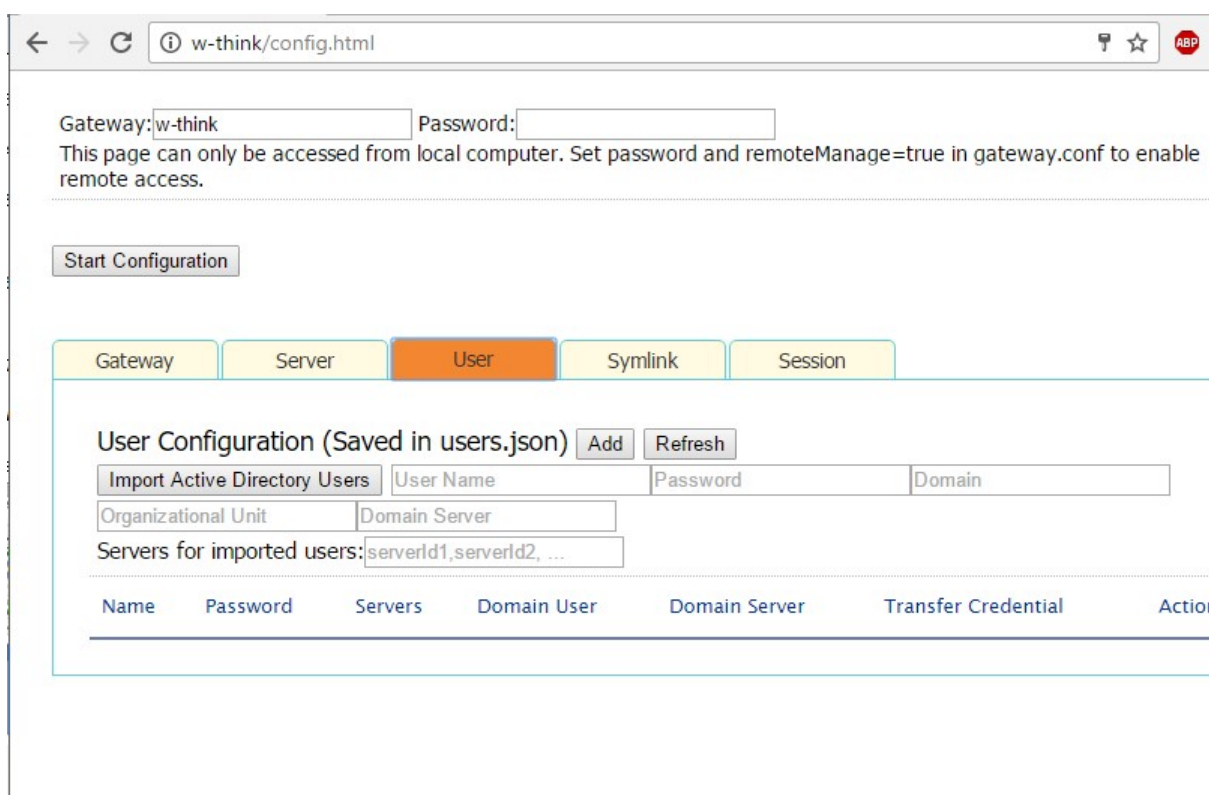 w-think/config.html
ABP
Gateway: w-think Password:
This page can only be accessed from local computer. Set password and remoteManage=true in gateway.conf to enable
remote access.
Start Configuration
Gateway Server User Symlink Session
User Configuration (Saved in users.json) Add Refresh
Import Active Directory Users User Name Password Domain
Organizational Unit Domain Server
Servers for imported users: serverId1,serverId2, ...
Name Password Servers Domain User Domain Server Transfer Credential Action